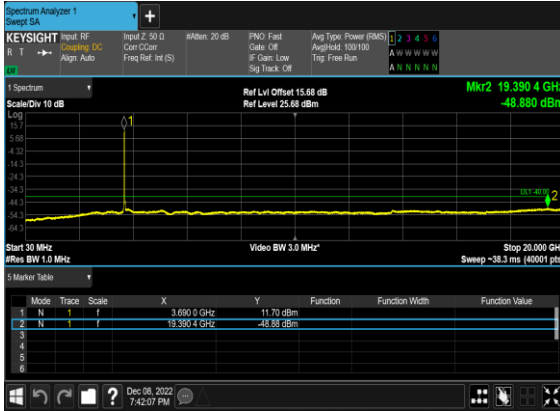 Spectrum Analyzer 1
Swept SA
+
KEYSIGHT Input: RF Input Z: 50 Ω #Atten: 20 dB PNO: Fast Avg Type: Power (RMS) 1 2 3 4 5 6
R T Coupling: DC Corr CCorr Gate: Off Avg|Hold: 100/100 A W W W W W
Align: Auto Freq Ref: Int (S) IF Gain: Low Trig: Free Run
Sig Track: Off A N N N N N
1 Spectrum Ref Lvl Offset 15.68 dB Mkr2 19.390 4 GHz
Scale/Div 10 dB Ref Level 25.68 dBm -48.880 dBm
Log
15.7
5.68
-4.32
-14.3
-24.3
-34.3
-44.3
-54.3
-64.3
1
2
Start 30 MHz Video BW 3.0 MHz* Stop 20.000 GH
#Res BW 1.0 MHz Sweep ~38.3 ms (40001 pts
5 Marker Table
Mode Trace Scale X Y Function Function Width Function Value
1 N 1 f 3.690 0 GHz 11.70 dBm
2 N 1 f 19.390 4 GHz -48.88 dBm
3
4
5
6
? Dec 08, 2022
7:42:07 PM